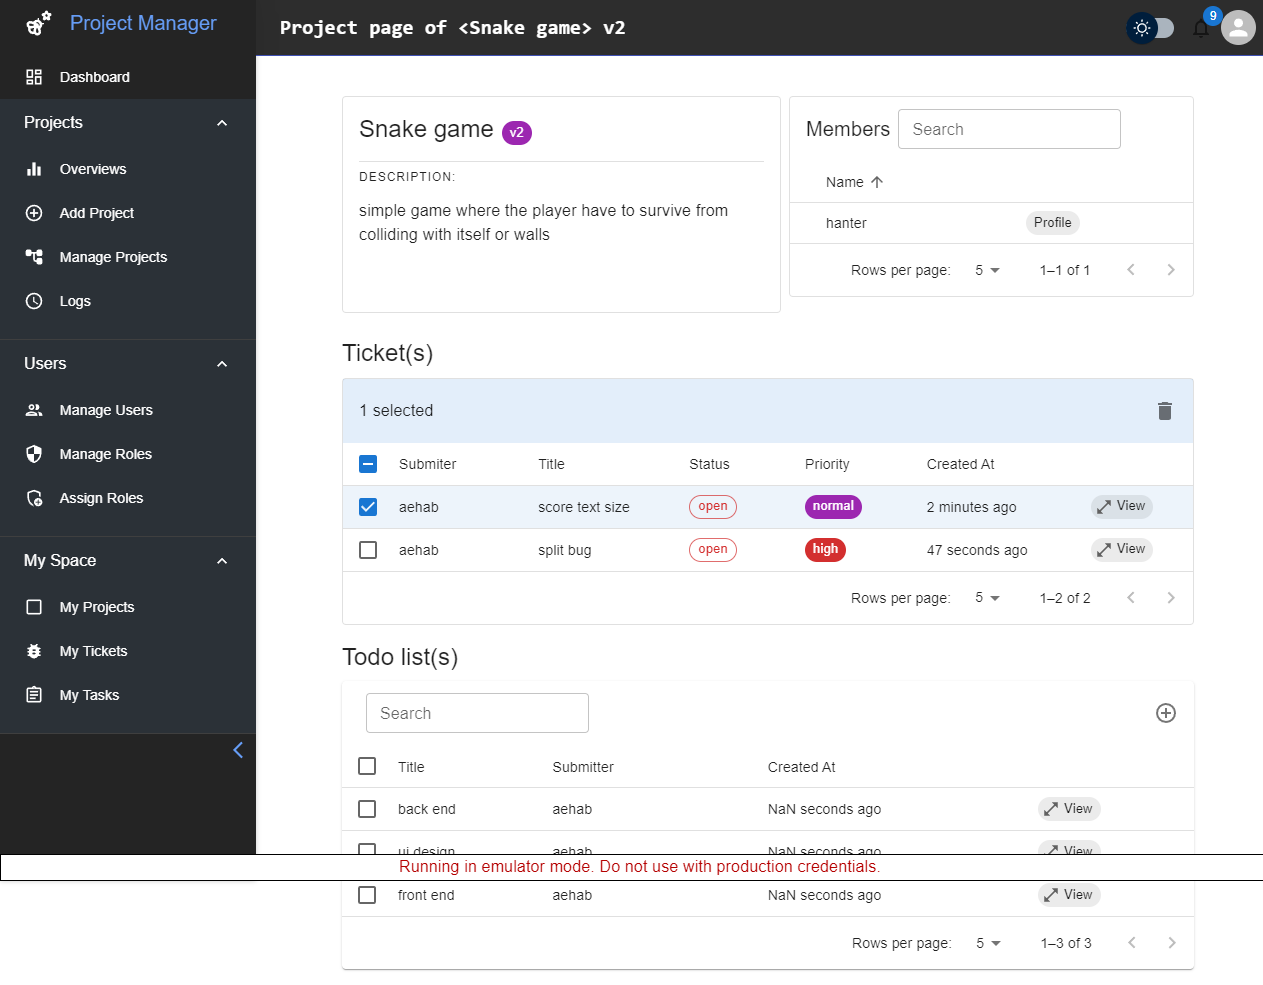 Project Manager
Project page of <Snake game> v2
9
Dashboard
Projects
Overviews
Add Project
Manage Projects
Logs
Users
Manage Users
Manage Roles
Assign Roles
My Space
My Projects
My Tickets
My Tasks
Snake game v2
DESCRIPTION:
simple game where the player have to survive from
colliding with itself or walls
Members Search
Name
hanter Profile
Rows per page: 5 1–1 of 1
Ticket(s)
1 selected
Submiter Title Status Priority Created At
aehab score text size open normal 2 minutes ago View
aehab split bug open high 47 seconds ago View
Rows per page: 5 1–2 of 2
Todo list(s)
Search
Title Submitter Created At
back end aehab NaN seconds ago View
ui design aehab NaN seconds ago View
Running in emulator mode. Do not use with production credentials.
front end aehab NaN seconds ago View
Rows per page: 5 1–3 of 3